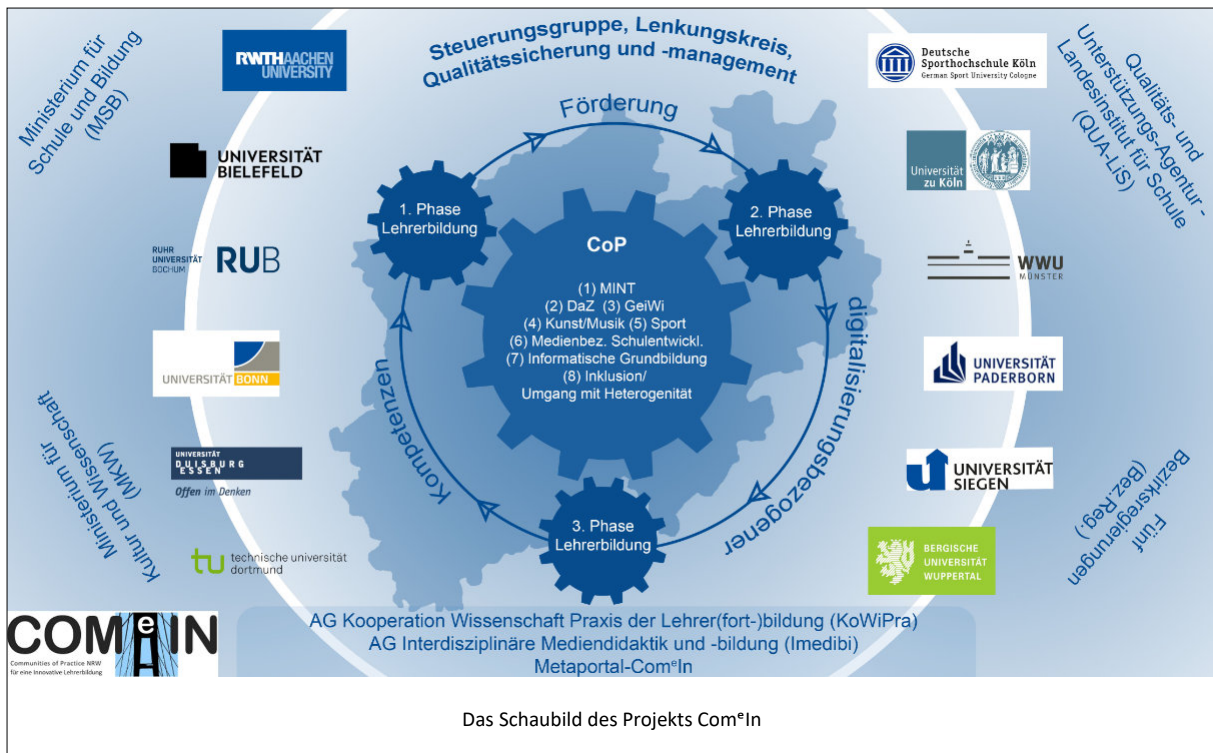 Steuerungsgruppe, Lenkungskreis,
Qualitätssicherung und -management
Ministerium für
Schule und Bildung
(MSB)
Qualitäts- und
Unterstützungs-Agentur -
Landesinstitut für Schule
(QUA-LiS)
Ministerium für
Kultur und Wissenschaft
(MKW)
Fünf
Bezirksregierungen
(Bez.Reg.)
RWTHAACHEN
UNIVERSITY
UNIVERSITÄT
BIELEFELD
RUHR
UNIVERSITÄT
BOCHUM
RUB
UNIVERSITÄT BONN
UNIVERSITÄT
DUISBURG
ESSEN
Offen im Denken
tu technische universität
dortmund
Deutsche
Sporthochschule Köln
German Sport University Cologne
Universität
zu Köln
WWU
MÜNSTER
UNIVERSITÄT
PADERBORN
UNIVERSITÄT
SIEGEN
BERGISCHE
UNIVERSITÄT
WUPPERTAL
Förderung
digitalisierungsbezogener
Kompetenzen
1. Phase
Lehrerbildung
2. Phase
Lehrerbildung
CoP
(1) MINT
(2) DaZ (3) GeiWi
(4) Kunst/Musik (5) Sport
(6) Medienbez. Schulentwickl.
(7) Informatische Grundbildung
(8) Inklusion/
Umgang mit Heterogenität
3. Phase
Lehrerbildung
COMeIN
Communities of Practice NRW
für eine Innovative Lehrerbildung
AG Kooperation Wissenschaft Praxis der Lehrer(fort-)bildung (KoWiPra)
AG Interdisziplinäre Mediendidaktik und -bildung (Imedibi)
Metaportal-ComᵉIn
Das Schaubild des Projekts ComᵉIn